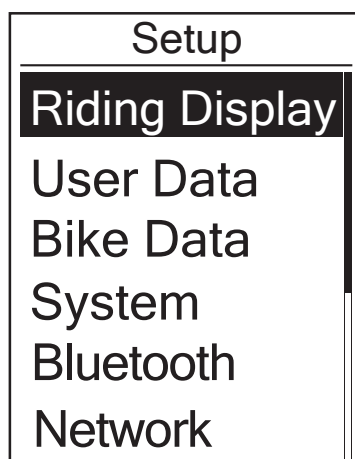 Setup
Riding Display
User Data
Bike Data
System
Bluetooth
Network